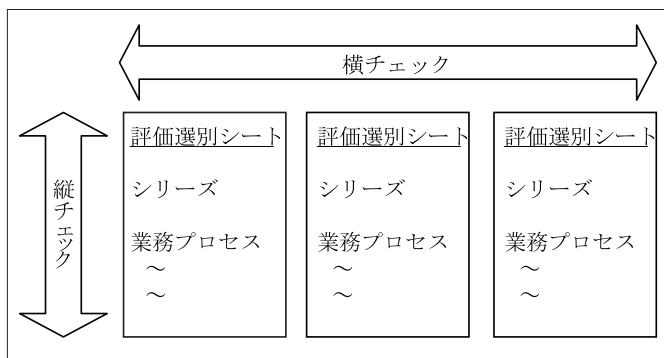 横チェック
縦チェック
評価選別シート
シリーズ
業務プロセス
～
～
評価選別シート
シリーズ
業務プロセス
～
～
評価選別シート
シリーズ
業務プロセス
～
～